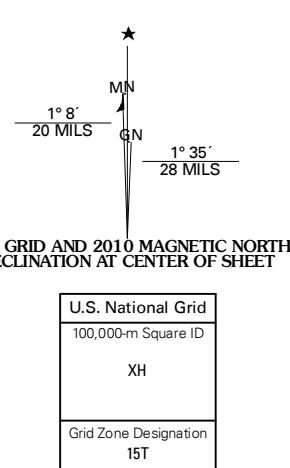 ★
MN
1° 8´
20 MILS
GN
1° 35´
28 MILS
GRID AND 2010 MAGNETIC NORTH
ECLINATION AT CENTER OF SHEET
U.S. National Grid
100,000-m Square ID
XH
Grid Zone Designation
15T